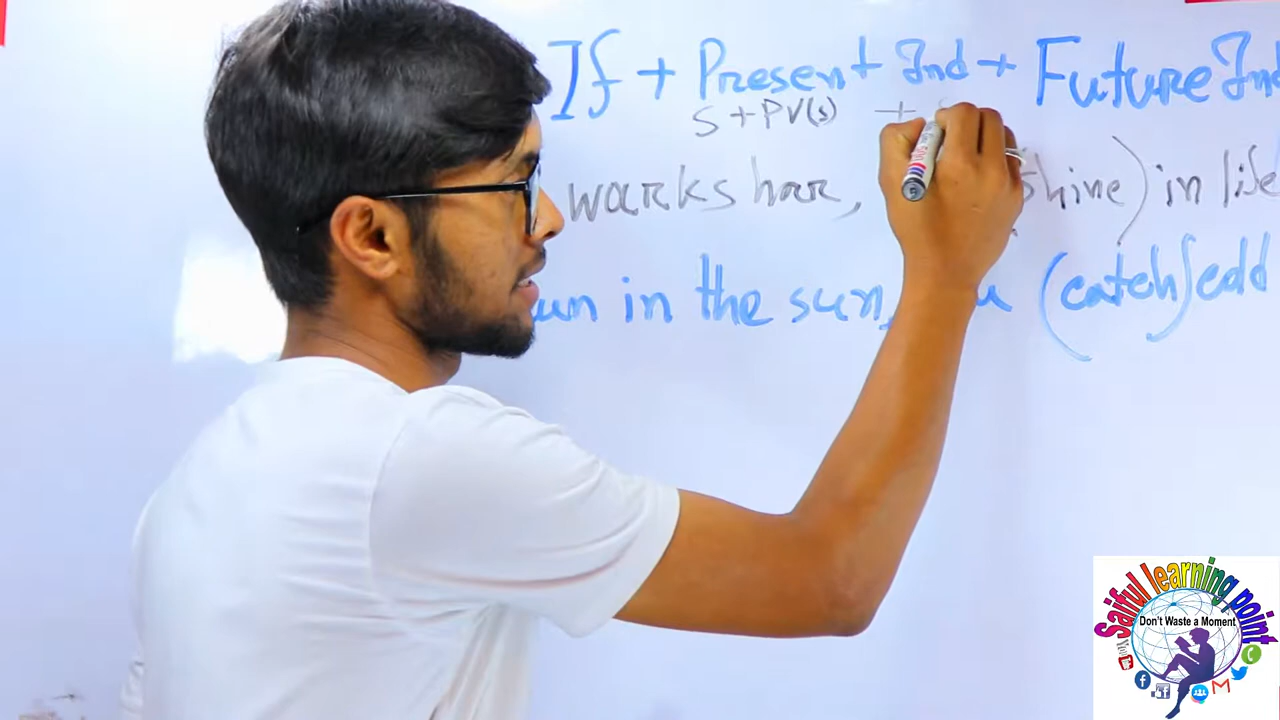 If + Present Ind + Future Ind
S + PV(s) +
works har, shine) in life
in the sun, (catch) cold
Saiful learning point
Don't Waste a Moment